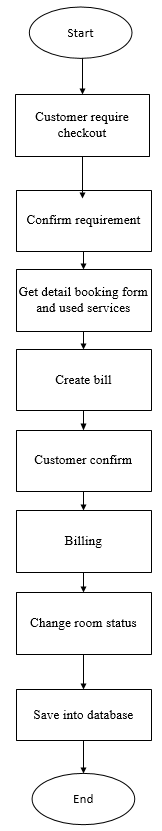 Start
Customer require
checkout
Confirm requirement
Get detail booking form
and used services
Create bill
Customer confirm
Billing
Change room status
Save into database
End